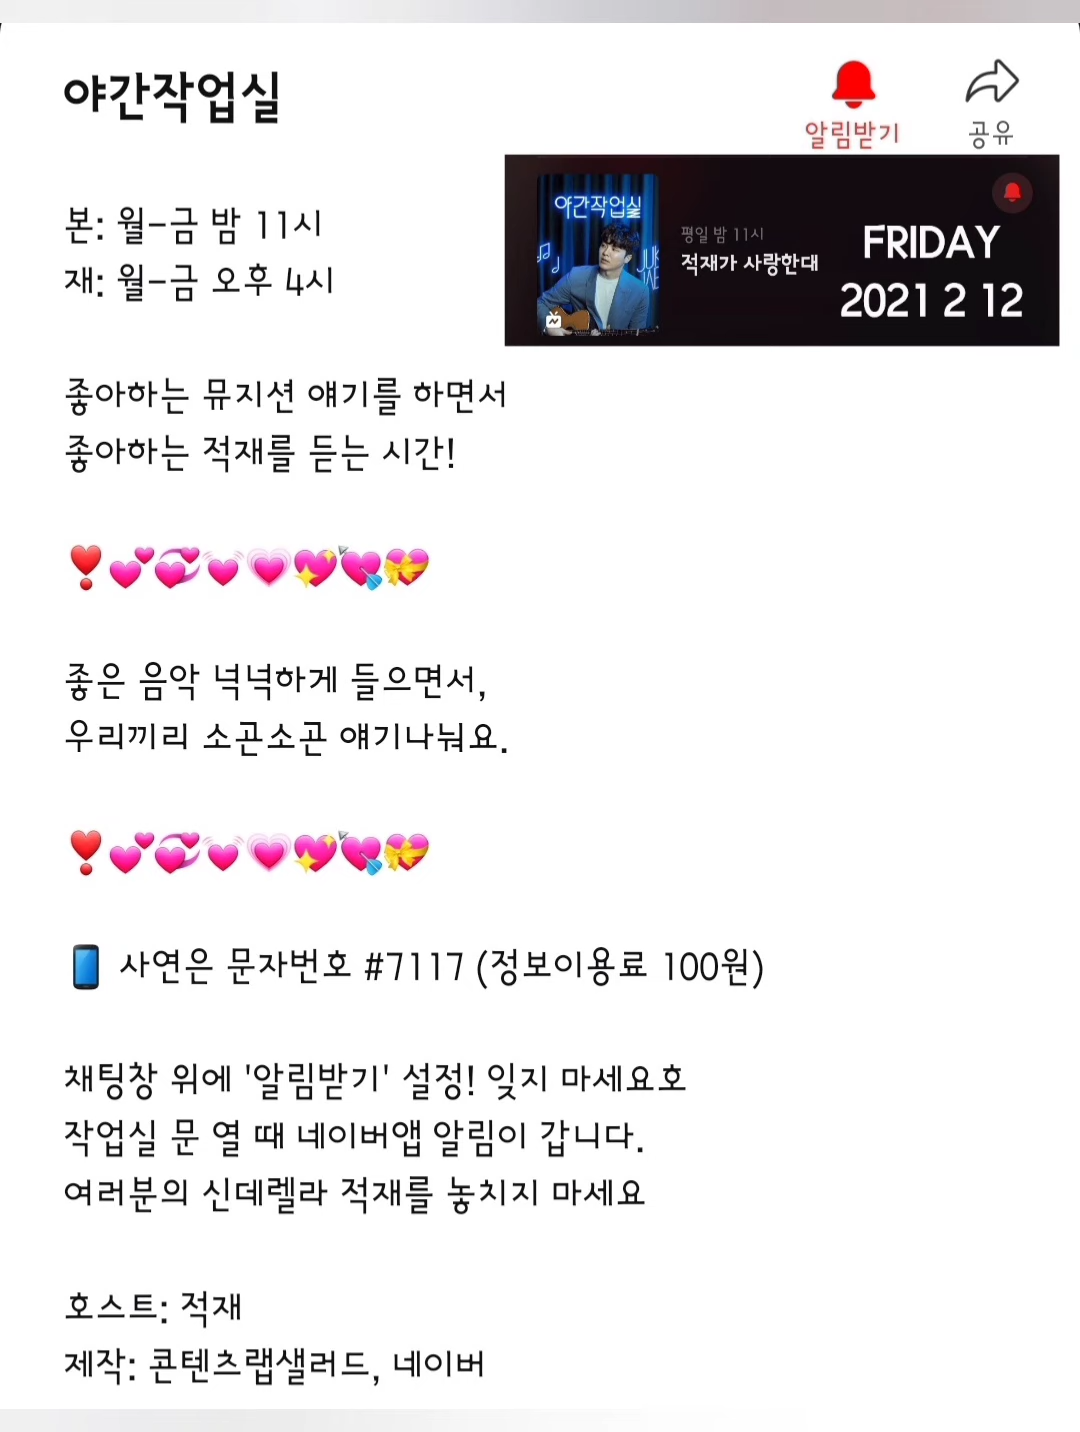 야간작업실
알림받기
공유
본: 월-금 밤 11시
재: 월-금 오후 4시
야간작업실
평일 밤 11시
적재가 사랑한대
FRIDAY
2021 2 12
좋아하는 뮤지션 얘기를 하면서
좋아하는 적재를 듣는 시간!
❣️💕💞💓💗💖💘💝
좋은 음악 넉넉하게 들으면서,
우리끼리 소곤소곤 얘기나눠요.
❣️💕💞💓💗💖💘💝
📱 사연은 문자번호 #7117 (정보이용료 100원)
채팅창 위에 '알림받기' 설정! 잊지 마세요호
작업실 문 열 때 네이버앱 알림이 갑니다.
여러분의 신데렐라 적재를 놓치지 마세요
호스트: 적재
제작: 콘텐츠랩샐러드, 네이버